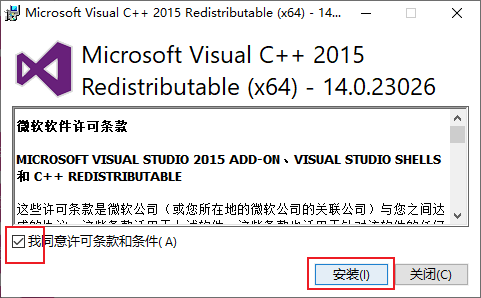 Microsoft Visual C++ 2015 Redistributable (x64) - 14.0...
Microsoft Visual C++ 2015
Redistributable (x64) - 14.0.23026
微软软件许可条款
MICROSOFT VISUAL STUDIO 2015 ADD-ON、VISUAL STUDIO SHELLS
和 C++ REDISTRIBUTABLE
这些许可条款是微软公司（或您所在地的微软公司的关联公司）与您之间达
我同意许可条款和条件(A)
安装(I)
关闭(C)